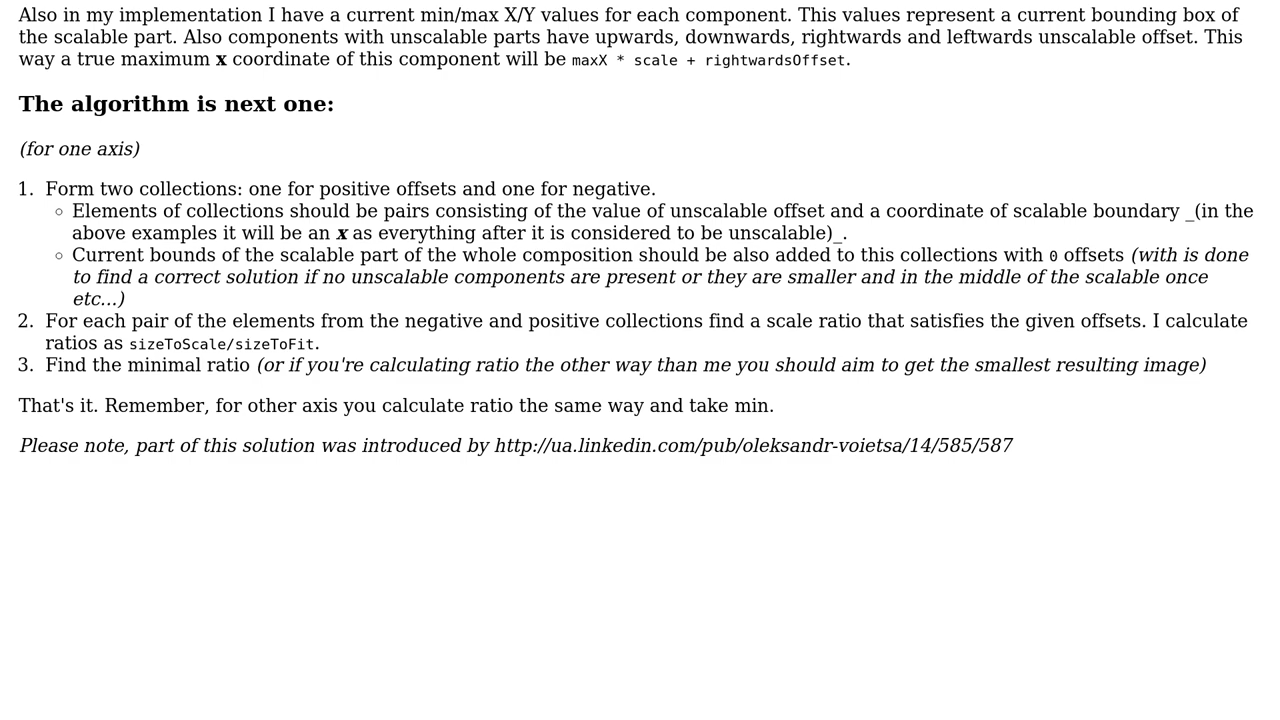 Also in my implementation I have a current min/max X/Y values for each component. This values represent a current bounding box of
the scalable part. Also components with unscalable parts have upwards, downwards, rightwards and leftwards unscalable offset. This
way a true maximum x coordinate of this component will be maxX * scale + rightwardsOffset.
The algorithm is next one:
(for one axis)
1. Form two collections: one for positive offsets and one for negative.
◦ Elements of collections should be pairs consisting of the value of unscalable offset and a coordinate of scalable boundary _(in the
above examples it will be an x as everything after it is considered to be unscalable)_.
◦ Current bounds of the scalable part of the whole composition should be also added to this collections with 0 offsets (with is done
to find a correct solution if no unscalable components are present or they are smaller and in the middle of the scalable once
etc...)
2. For each pair of the elements from the negative and positive collections find a scale ratio that satisfies the given offsets. I calculate
ratios as sizeToScale/sizeToFit.
3. Find the minimal ratio (or if you're calculating ratio the other way than me you should aim to get the smallest resulting image)
That's it. Remember, for other axis you calculate ratio the same way and take min.
Please note, part of this solution was introduced by http://ua.linkedin.com/pub/oleksandr-voietsa/14/585/587